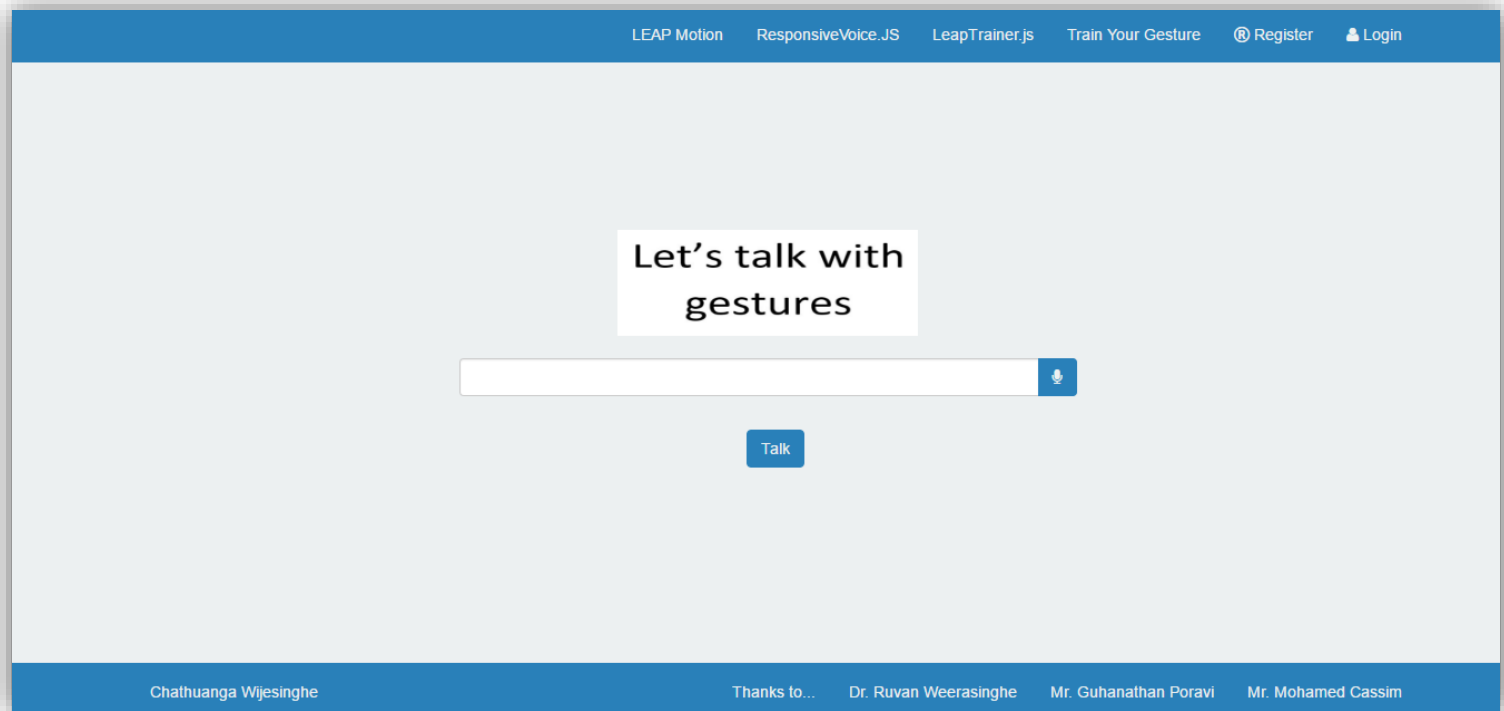 LEAP Motion ResponsiveVoice.JS LeapTrainer.js Train Your Gesture ® Register Login
Let's talk with
gestures
Talk
Chathuanga Wijesinghe Thanks to... Dr. Ruvan Weerasinghe Mr. Guhanathan Poravi Mr. Mohamed Cassim